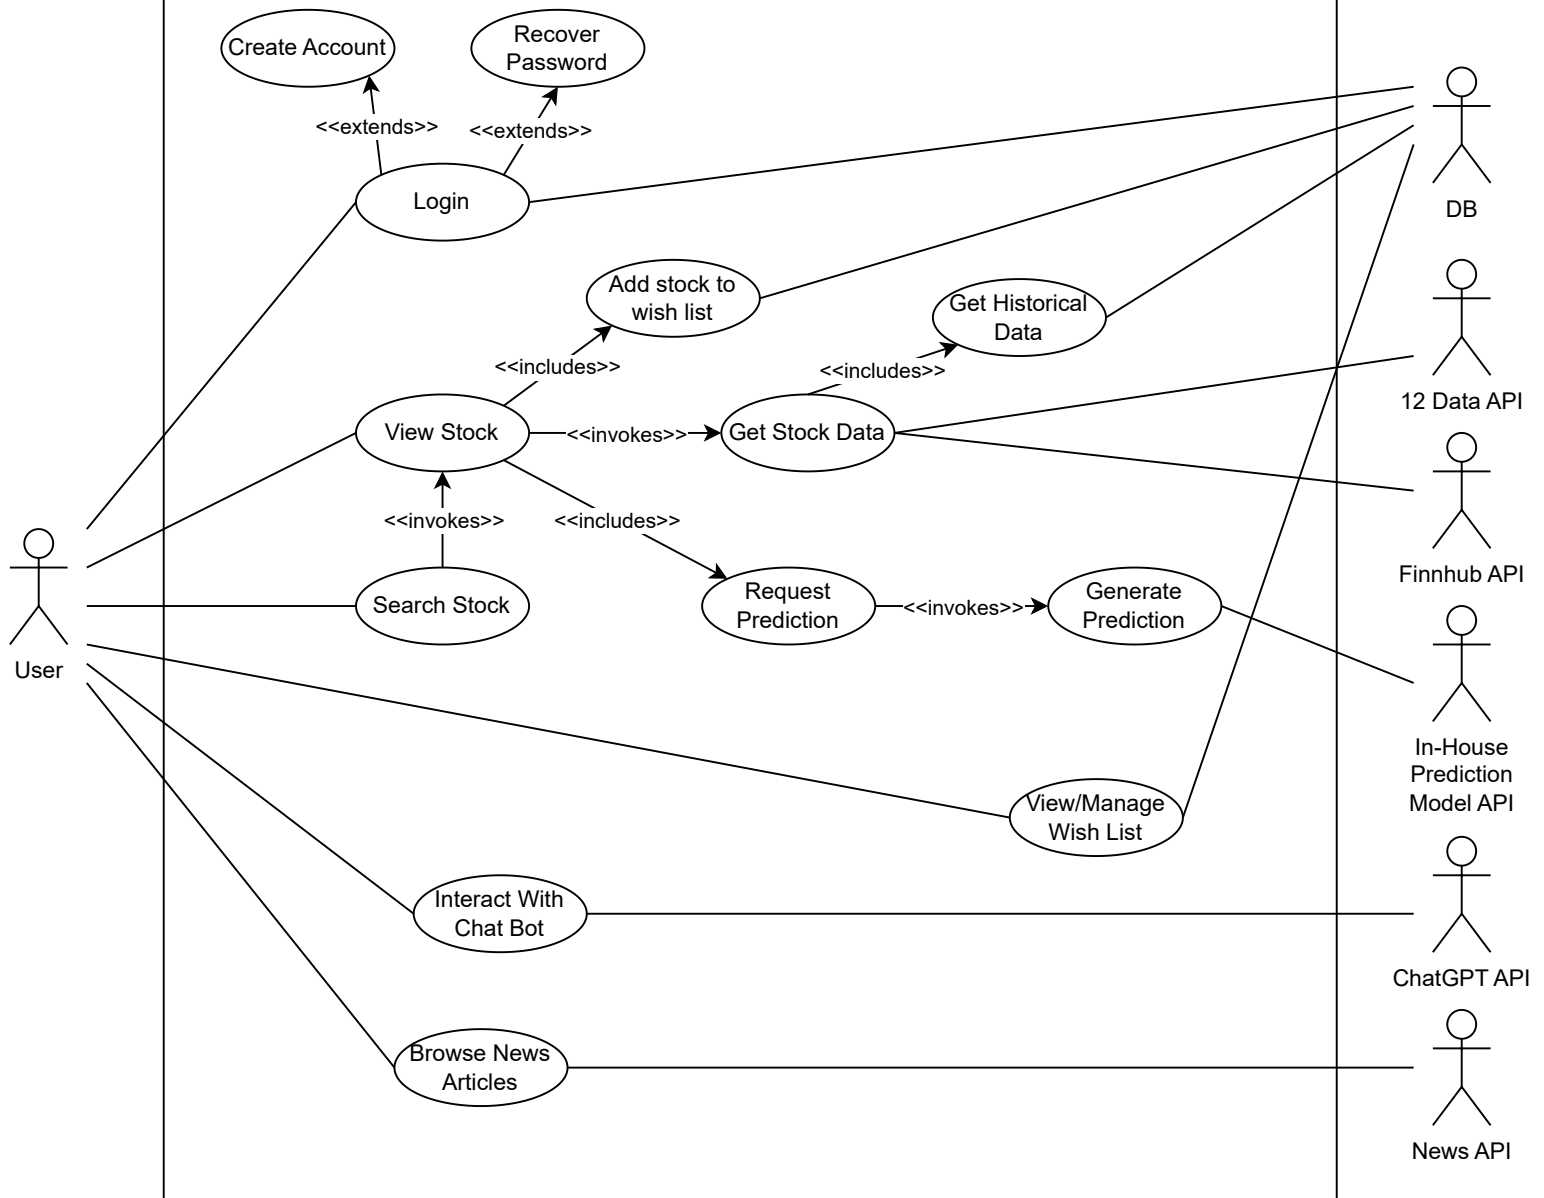 Create Account
Recover
Password
<<extends>>
<<extends>>
Login
DB
Add stock to
wish list
Get Historical
Data
<<includes>>
<<includes>>
12 Data API
View Stock
<<invokes>>
Get Stock Data
<<invokes>>
<<includes>>
Finnhub API
User
Search Stock
Request
Prediction
<<invokes>>
Generate
Prediction
In-House
Prediction
Model API
View/Manage
Wish List
Interact With
Chat Bot
ChatGPT API
Browse News
Articles
News API